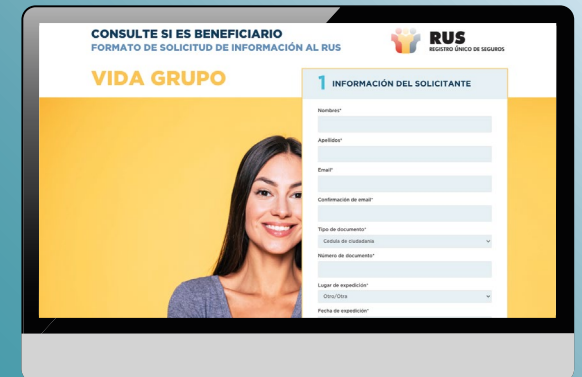 CONSULTE SI ES BENEFICIARIO
FORMATO DE SOLICITUD DE INFORMACIÓN AL RUS
RUS
REGISTRO ÚNICO DE SEGUROS
VIDA GRUPO
1 INFORMACIÓN DEL SOLICITANTE
Nombres*
Apellidos*
Email*
Confirmación de email*
Tipo de documento*
Cedula de ciudadania
Número de documento*
Lugar de expedición*
Otro/Otra
Fecha de expedición*